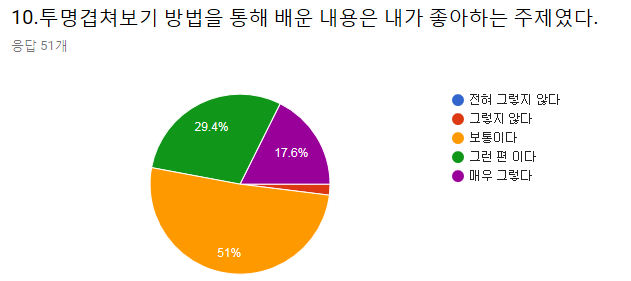 10.투명겹쳐보기 방법을 통해 배운 내용은 내가 좋아하는 주제였다.
응답 51개
전혀 그렇지 않다
그렇지 않다
보통이다
그런 편 이다
매우 그렇다
29.4%
17.6%
51%